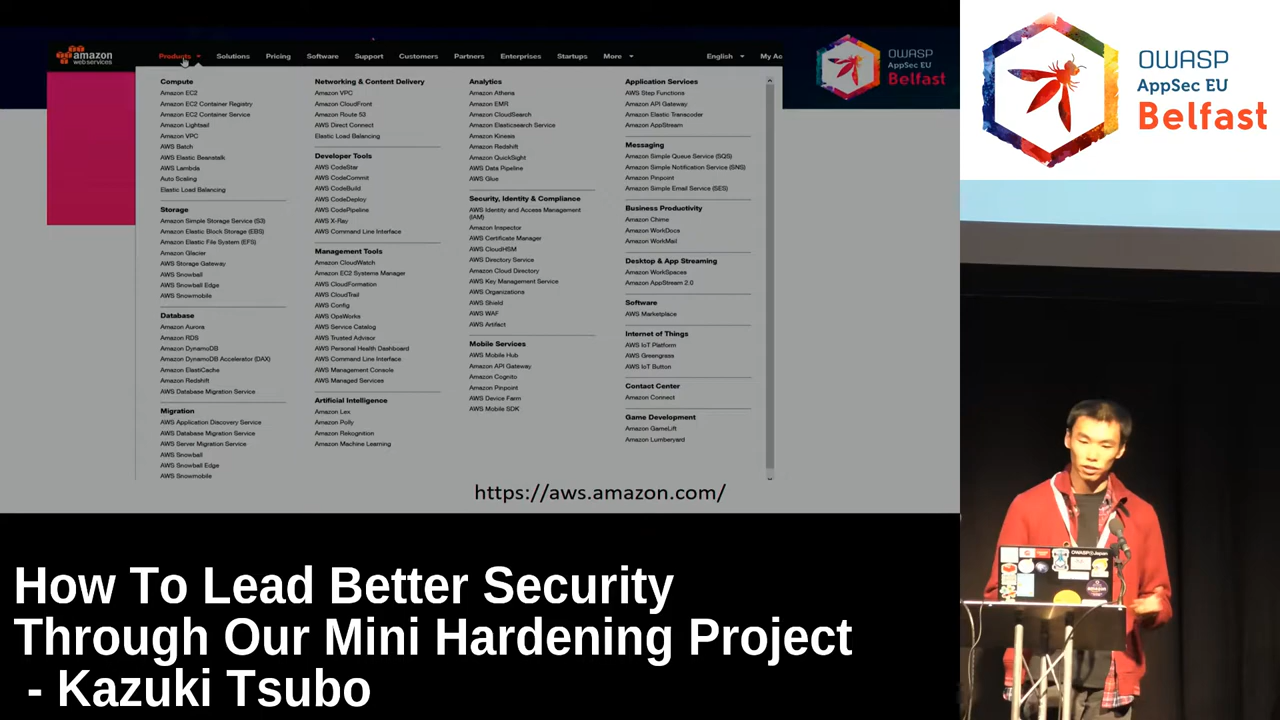 amazon
web services
Products
Solutions
Pricing
Software
Support
Customers
Partners
Enterprises
Startups
More
English
My Ac
OWASP
AppSec EU
Belfast
Compute
Amazon EC2
Amazon EC2 Container Registry
Amazon EC2 Container Service
Amazon Lightsail
Amazon VPC
AWS Batch
AWS Elastic Beanstalk
AWS Lambda
Auto Scaling
Elastic Load Balancing
Storage
Amazon Simple Storage Service (S3)
Amazon Elastic Block Storage (EBS)
Amazon Elastic File System (EFS)
Amazon Glacier
AWS Storage Gateway
AWS Snowball
AWS Snowball Edge
AWS Snowmobile
Database
Amazon Aurora
Amazon RDS
Amazon DynamoDB
Amazon DynamoDB Accelerator (DAX)
Amazon ElastiCache
Amazon Redshift
AWS Database Migration Service
Migration
AWS Application Discovery Service
AWS Database Migration Service
AWS Server Migration Service
AWS Snowball
AWS Snowball Edge
AWS Snowmobile
Networking & Content Delivery
Amazon VPC
Amazon CloudFront
Amazon Route 53
AWS Direct Connect
Elastic Load Balancing
Developer Tools
AWS CodeStar
AWS CodeCommit
AWS CodeBuild
AWS CodeDeploy
AWS CodePipeline
AWS X-Ray
AWS Command Line Interface
Management Tools
Amazon CloudWatch
Amazon EC2 Systems Manager
AWS CloudFormation
AWS CloudTrail
AWS Config
AWS OpsWorks
AWS Service Catalog
AWS Trusted Advisor
AWS Personal Health Dashboard
AWS Command Line Interface
AWS Management Console
AWS Managed Services
Artificial Intelligence
Amazon Lex
Amazon Polly
Amazon Rekognition
Amazon Machine Learning
Analytics
Amazon Athena
Amazon EMR
Amazon CloudSearch
Amazon Elasticsearch Service
Amazon Kinesis
Amazon Redshift
Amazon QuickSight
AWS Data Pipeline
AWS Glue
Security, Identity & Compliance
AWS Identity and Access Management
(IAM)
Amazon Inspector
AWS Certificate Manager
AWS CloudHSM
AWS Directory Service
Amazon Cloud Directory
AWS Key Management Service
AWS Organizations
AWS Shield
AWS WAF
AWS Artifact
Mobile Services
AWS Mobile Hub
Amazon API Gateway
Amazon Cognito
Amazon Pinpoint
AWS Device Farm
AWS Mobile SDK
Application Services
AWS Step Functions
Amazon API Gateway
Amazon Elastic Transcoder
Amazon AppStream
Messaging
Amazon Simple Queue Service (SQS)
Amazon Simple Notification Service (SNS)
Amazon Pinpoint
Amazon Simple Email Service (SES)
Business Productivity
Amazon Chime
Amazon WorkDocs
Amazon WorkMail
Desktop & App Streaming
Amazon WorkSpaces
Amazon AppStream 2.0
Software
AWS Marketplace
Internet of Things
AWS IoT Platform
AWS Greengrass
AWS IoT Button
Contact Center
Amazon Connect
Game Development
Amazon GameLift
Amazon Lumberyard
https://aws.amazon.com/
OWASP
AppSec EU
Belfast
OWASP Japan
How To Lead Better Security
Through Our Mini Hardening Project
- Kazuki Tsubo